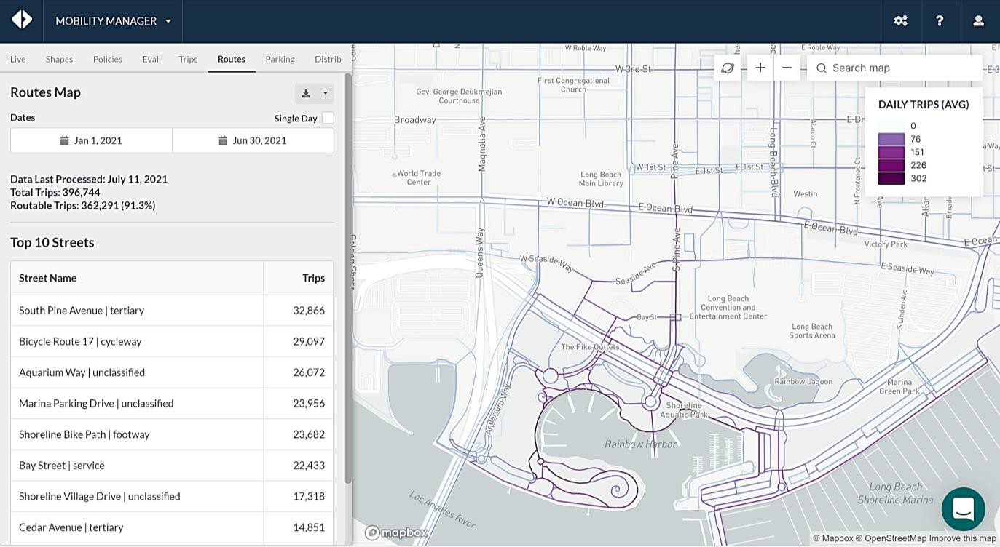 MOBILITY MANAGER
?
Live Shapes Policies Eval Trips Routes Parking Distrib
Routes Map
Dates
Single Day
Jan 1, 2021
Jun 30, 2021
Data Last Processed: July 11, 2021
Total Trips: 396,744
Routable Trips: 362,291 (91.3%)
Top 10 Streets
Street Name Trips
South Pine Avenue | tertiary 32,866
Bicycle Route 17 | cycleway 29,097
Aquarium Way | unclassified 26,072
Marina Parking Drive | unclassified 23,956
Shoreline Bike Path | footway 23,682
Bay Street | service 22,433
Shoreline Village Drive | unclassified 17,318
Cedar Avenue | tertiary 14,851
W Roble Way
E Roble Way
Search map
W 3rd St
E 3
First Congregational
Church
Gov. George Deukmejian
Courthouse
DAILY TRIPS (AVG)
0
76
151
226
302
Broadway
E Br
Magnolia Ave
Pine Ave
Long Beach Blvd
Alamo Ct
N Frontenac Ct
W 1st St
E 1st St
E 1st St
World Trade
Center
Long Beach
Main Library
Westin
W Ocean Blvd
E Ocean Blvd
E Ocean Blvd
E Ocean
Queens Way
S Pine Ave
Victory Park
W Seaside Way
Seaside Ave
E Seaside Way
Long Beach
Convention and
Entertainment Center
Bay St
S Linden Ave
Long Beach
Sports Arena
The Pike Outlets
Rainbow Lagoon
Marina
Green Park
Aquarium Way
Shoreline
Aquatic Park
Rainbow Harbor
Los Angeles River
Long Beach
Shoreline Marina
mapbox
© Mapbox © OpenStreetMap Improve this map